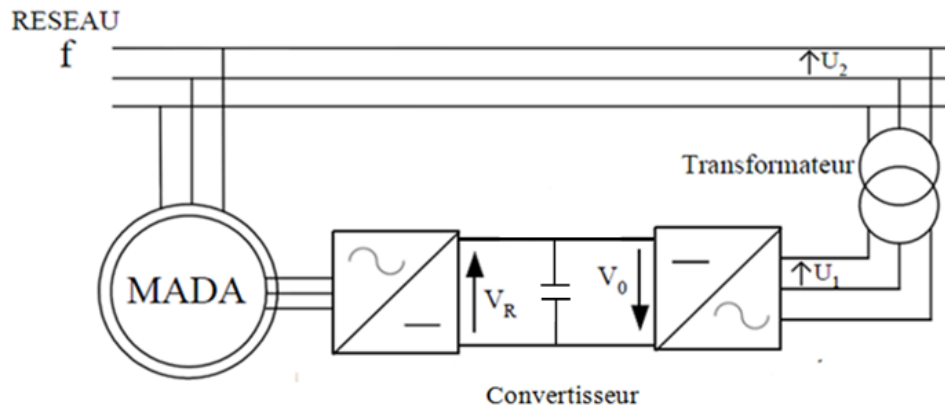 RESEAU
f
U2
Transformateur
MADA
VR
V0
U1
Convertisseur